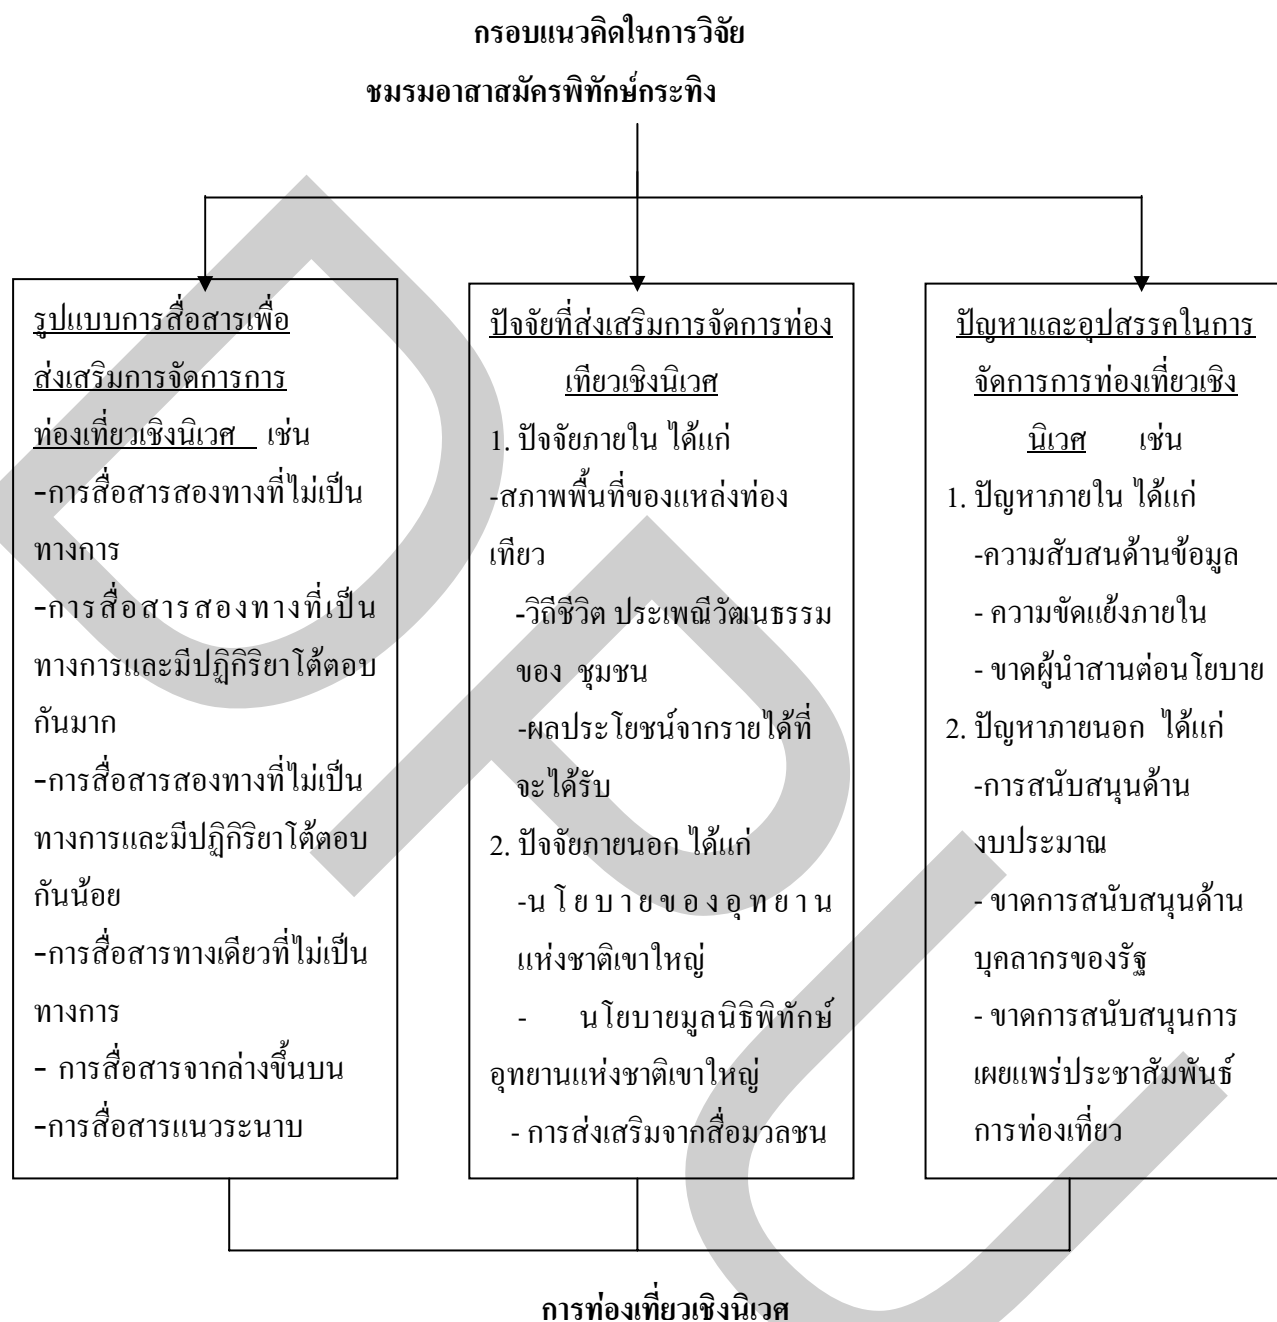 กรอบแนวคิดในการวิจัย
ชมรมอาสาสมัครพิทักษ์กระทิง
รูปแบบการสื่อสารเพื่อ
ส่งเสริมการจัดการการ
ท่องเที่ยวเชิงนิเวศ เช่น
-การสื่อสารสองทางที่ไม่เป็น
ทางการ
-การสื่อสารสองทางที่เป็น
ทางการและมีปฏิกิริยาโต้ตอบ
กันมาก
-การสื่อสารสองทางที่ไม่เป็น
ทางการและมีปฏิกิริยาโต้ตอบ
กันน้อย
-การสื่อสารทางเดียวที่ไม่เป็น
ทางการ
- การสื่อสารจากล่างขึ้นบน
-การสื่อสารแนวระนาบ
ปัจจัยที่ส่งเสริมการจัดการท่อง
เทียวเชิงนิเวศ
1. ปัจจัยภายใน ได้แก่
-สภาพพื้นที่ของแหล่งท่อง
เทียว
-วิถีชีวิต ประเพณีวัฒนธรรม
ของ ชุมชน
-ผลประโยชน์จากรายได้ที่
จะได้รับ
2. ปัจจัยภายนอก ได้แก่
-นโยบายของอุทยาน
แห่งชาติเขาใหญ่
- นโยบายมูลนิธิพิทักษ์
อุทยานแห่งชาติเขาใหญ่
- การส่งเสริมจากสื่อมวลชน
ปัญหาและอุปสรรคในการ
จัดการการท่องเที่ยวเชิง
นิเวศ เช่น
1. ปัญหาภายใน ได้แก่
-ความสับสนด้านข้อมูล
- ความขัดแย้งภายใน
- ขาดผู้นำสานต่อนโยบาย
2. ปัญหาภายนอก ได้แก่
-การสนับสนุนด้าน
งบประมาณ
- ขาดการสนับสนุนด้าน
บุคลากรของรัฐ
- ขาดการสนับสนุนการ
เผยแพร่ประชาสัมพันธ์
การท่องเที่ยว
การท่องเที่ยวเชิงนิเวศ
DPU